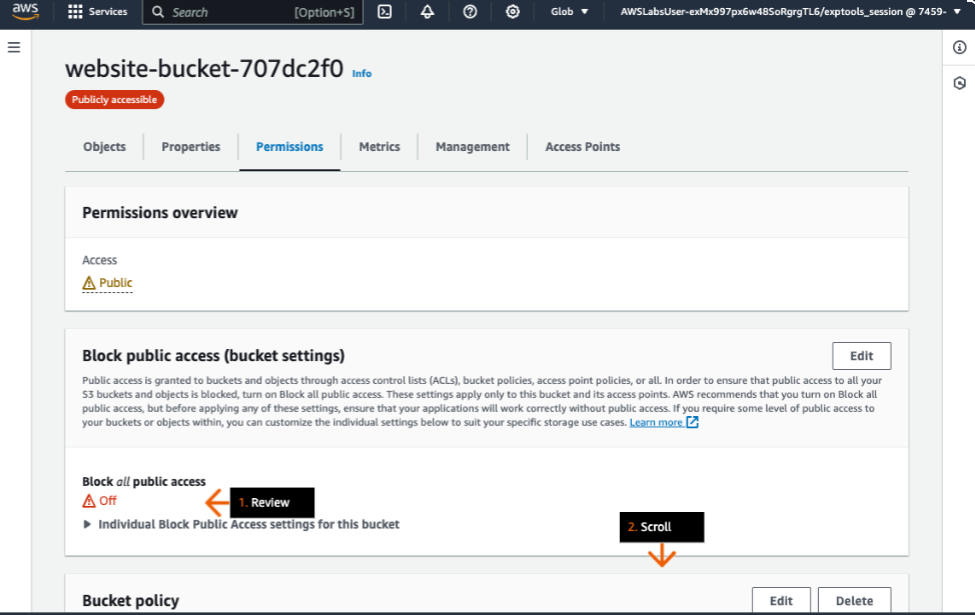 aws
Services
Search [Option+S]
Glob
AWSLabsUser-exMx997px6w48SoRgrgTL6/exptools_session @ 7459-
website-bucket-707dc2f0 Info
Publicly accessible
Objects Properties Permissions Metrics Management Access Points
Permissions overview
Access
Public
Block public access (bucket settings)
Edit
Public access is granted to buckets and objects through access control lists (ACLs), bucket policies, access point policies, or all. In order to ensure that public access to all your
S3 buckets and objects is blocked, turn on Block all public access. These settings apply only to this bucket and its access points. AWS recommends that you turn on Block all
public access, but before applying any of these settings, ensure that your applications will work correctly without public access. If you require some level of public access to
your buckets or objects within, you can customize the individual settings below to suit your specific storage use cases. Learn more
Block all public access
Off
1. Review
Individual Block Public Access settings for this bucket
2. Scroll
Bucket policy
Edit Delete